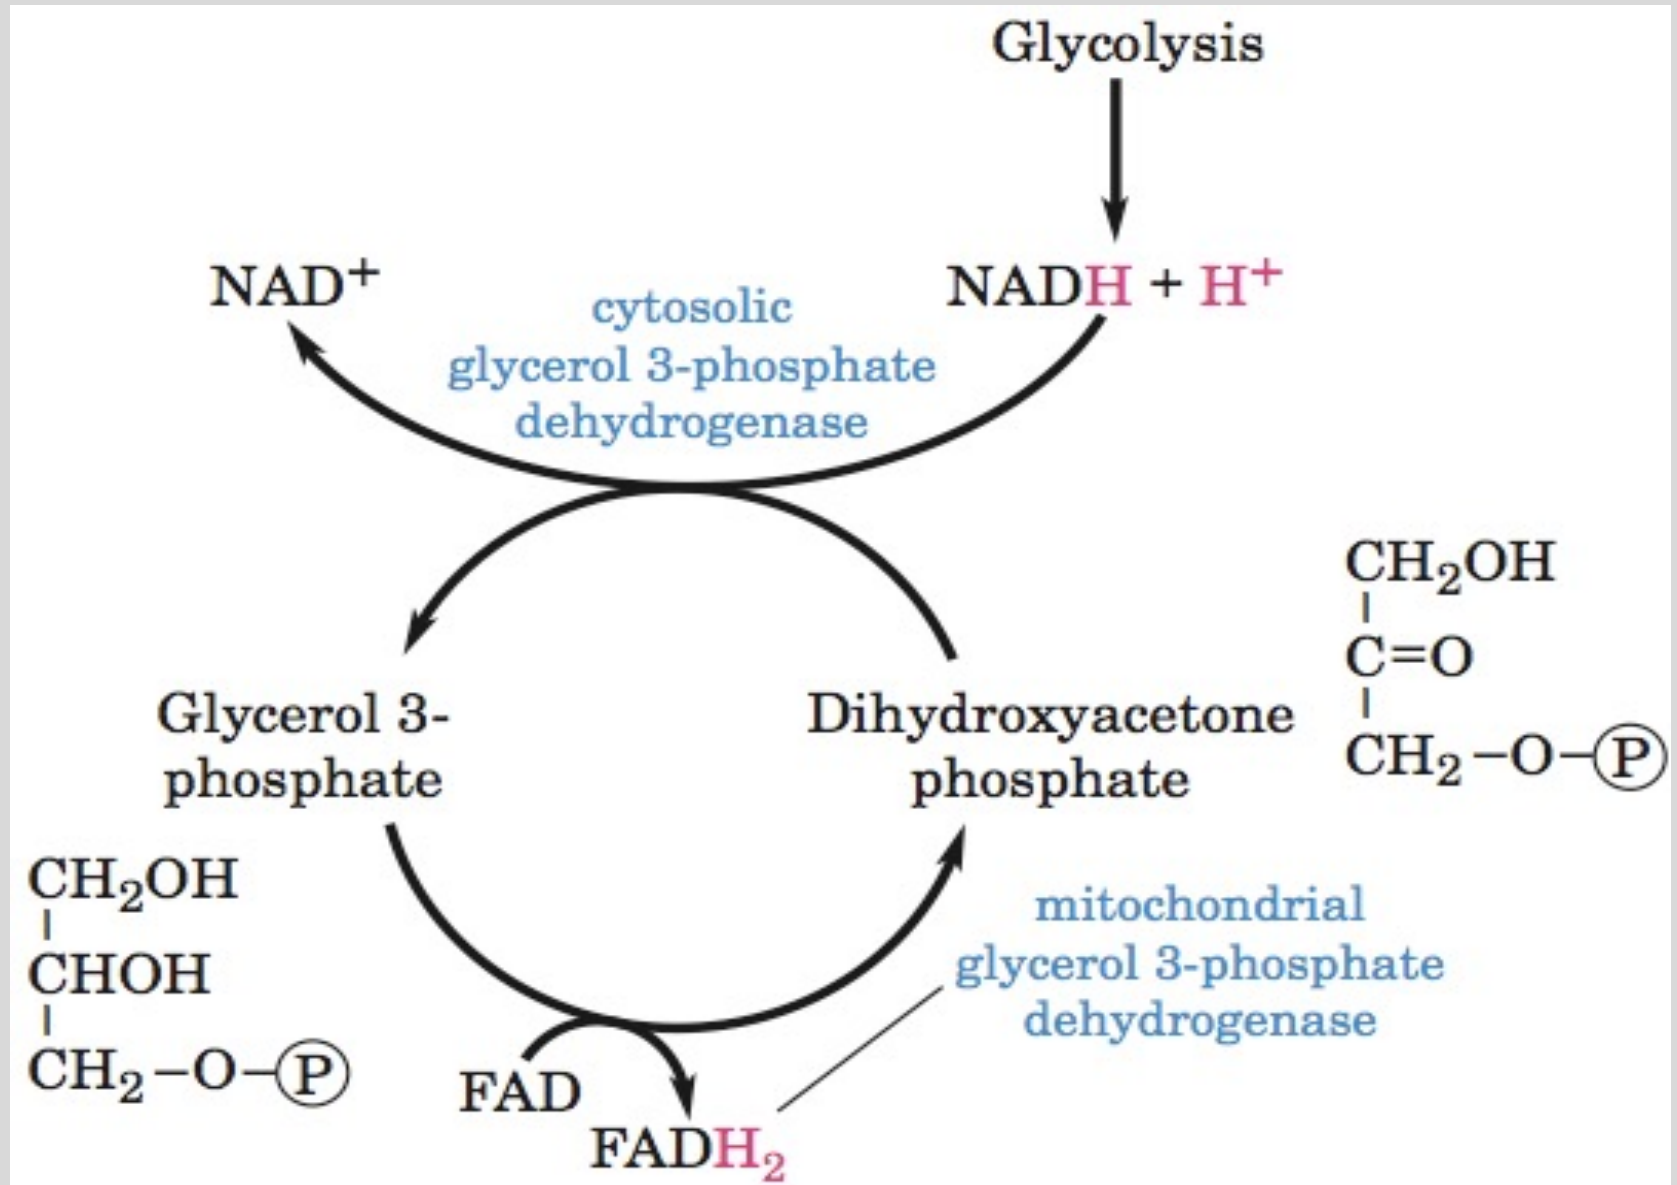 Glycolysis
NAD⁺
NADH + H⁺
cytosolic
glycerol 3-phosphate
dehydrogenase
Glycerol 3-
phosphate
Dihydroxyacetone
phosphate
CH₂OH
C=O
CH₂–O–P
CH₂OH
CHOH
CH₂–O–P
mitochondrial
glycerol 3-phosphate
dehydrogenase
FAD
FADH₂